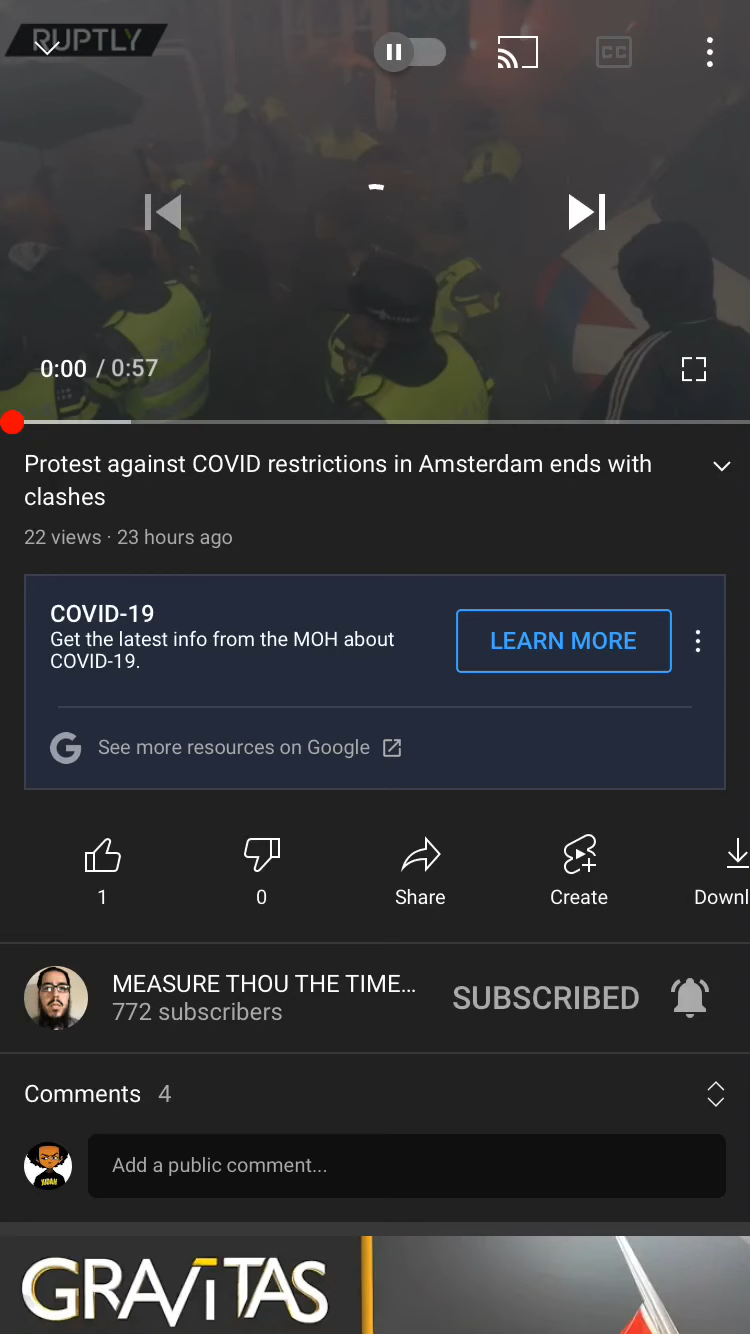 RUPTLY
CC
0:00 / 0:57
Protest against COVID restrictions in Amsterdam ends with
clashes
22 views · 23 hours ago
COVID-19
Get the latest info from the MOH about
COVID-19.
LEARN MORE
See more resources on Google
1
0
Share
Create
Downl
MEASURE THOU THE TIME...
772 subscribers
SUBSCRIBED
Comments 4
JUDAH
Add a public comment...
GRAVITAS